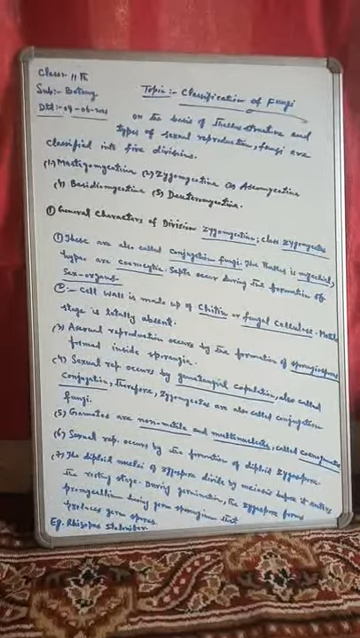 Class:- 11th
Sub:- Botany
Topic:- Classification of Fungi
on the basis of Thallus structure and
types of sexual reproduction, fungi are
classified into five divisions.
(1) Mastigomycotina (2) Zygomycotina (3) Ascomycotina
(4) Basidiomycotina (5) Deuteromycotina.
① General Characters of Division Zygomycotina, class Zygomycetes
① These are also called Conjugation fungi. The thallus is mycelial,
hyphae are coenocytic. Septa occur during the formation of
Sex-organs
②:- Cell wall is made up of Chitin or fungal cellulose. Motile
stage is totally absent.
(3) Asexual reproduction occurs by the formation of sporangiospores
formed inside sporangia.
(4) Sexual rep. occurs by gametangial copulation, also called
Conjugation, therefore, Zygomycetes are also called conjugation
fungi.
(5) Gametes are non-motile and multinucleate, called coenogametes
(6) Sexual rep. occurs by the formation of diploid zygospore
(7) The diploid nuclei of zygospore divide by meiosis before it enters
the resting stage. During germination, the zygospore forms
promycelium bearing germ sporangium that
produces germ spores
Eg. Rhizopus stolonifer